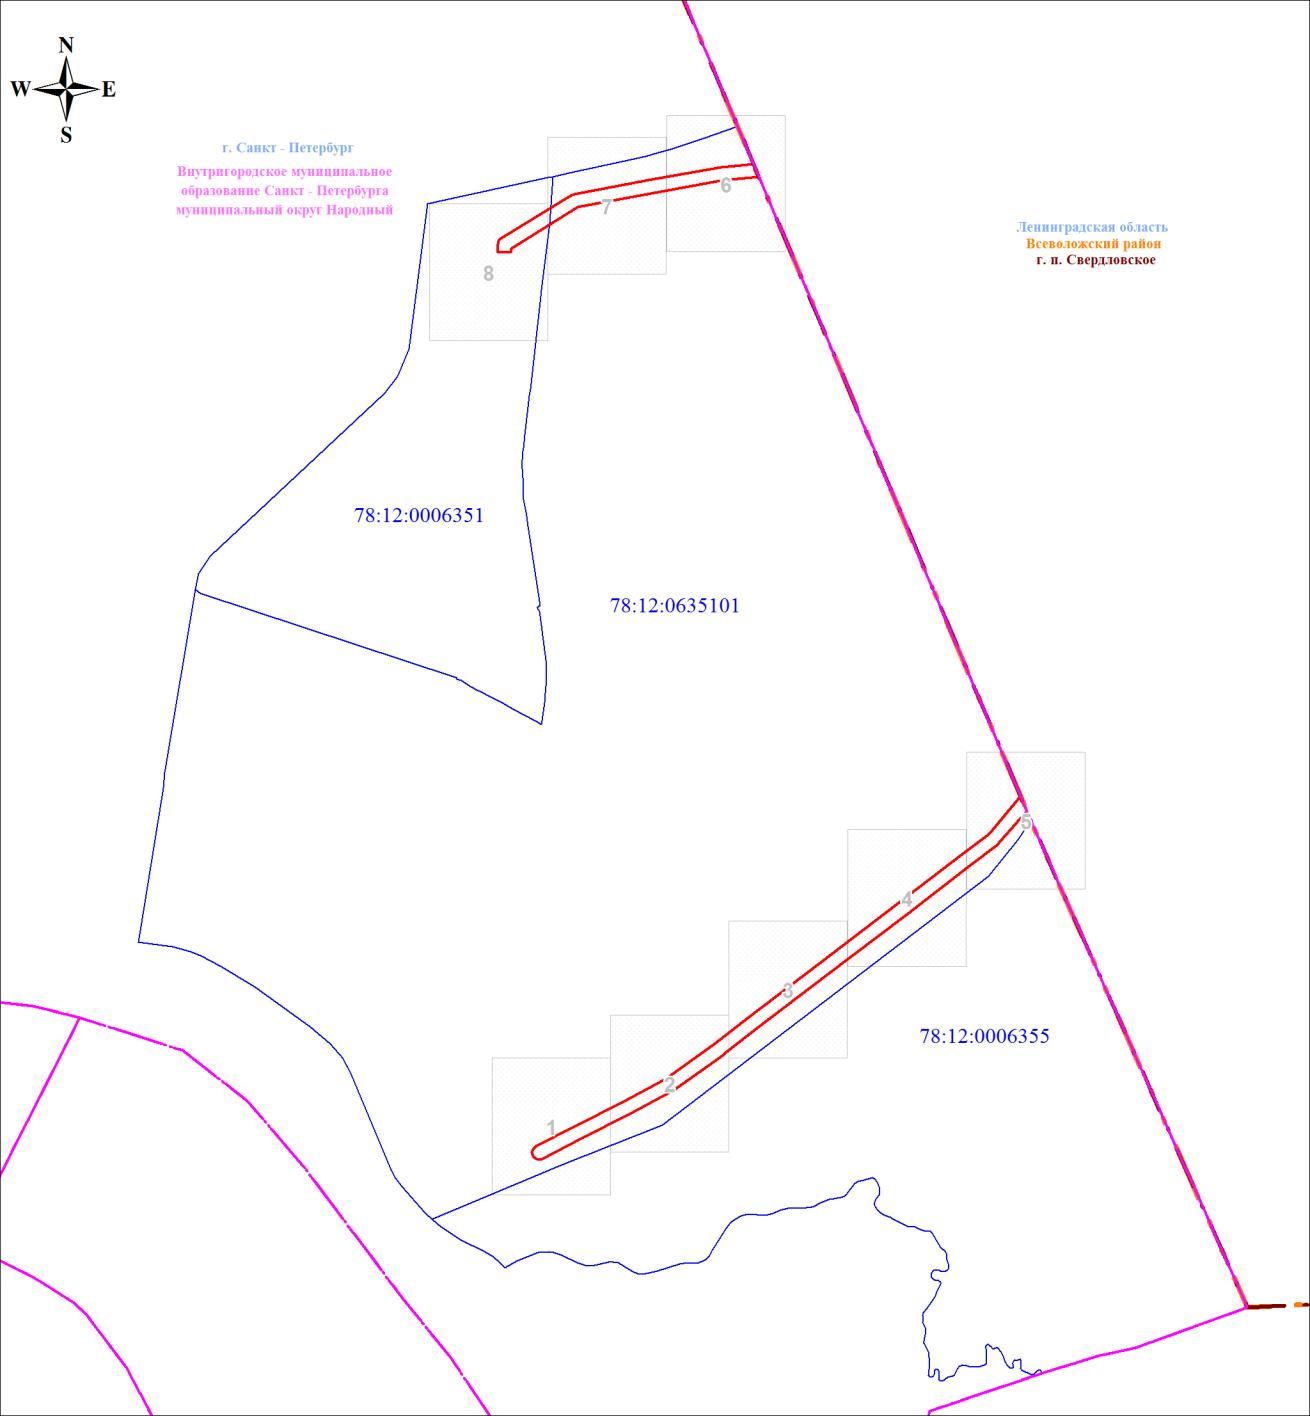 N
W E
S
г. Санкт - Петербург
Внутригородское муниципальное
образование Санкт - Петербурга
муниципальный округ Народный
6
7
8
Ленинградская область
Всеволожский район
г. п. Свердловское
78:12:0006351
78:12:0635101
5
4
3
78:12:0006355
2
1